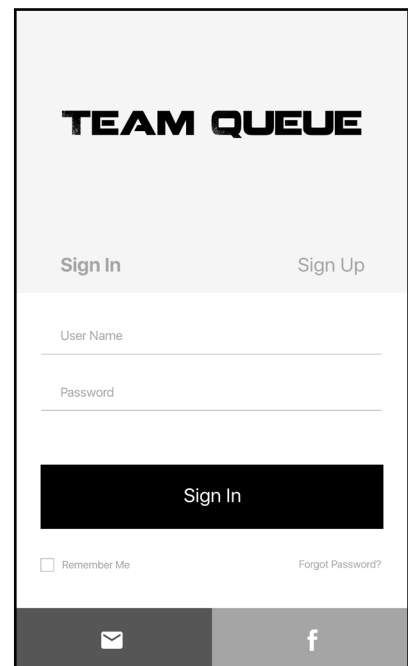 TEAM QUEUE
Sign In Sign Up
User Name
Password
Sign In
Remember Me Forgot Password?
f